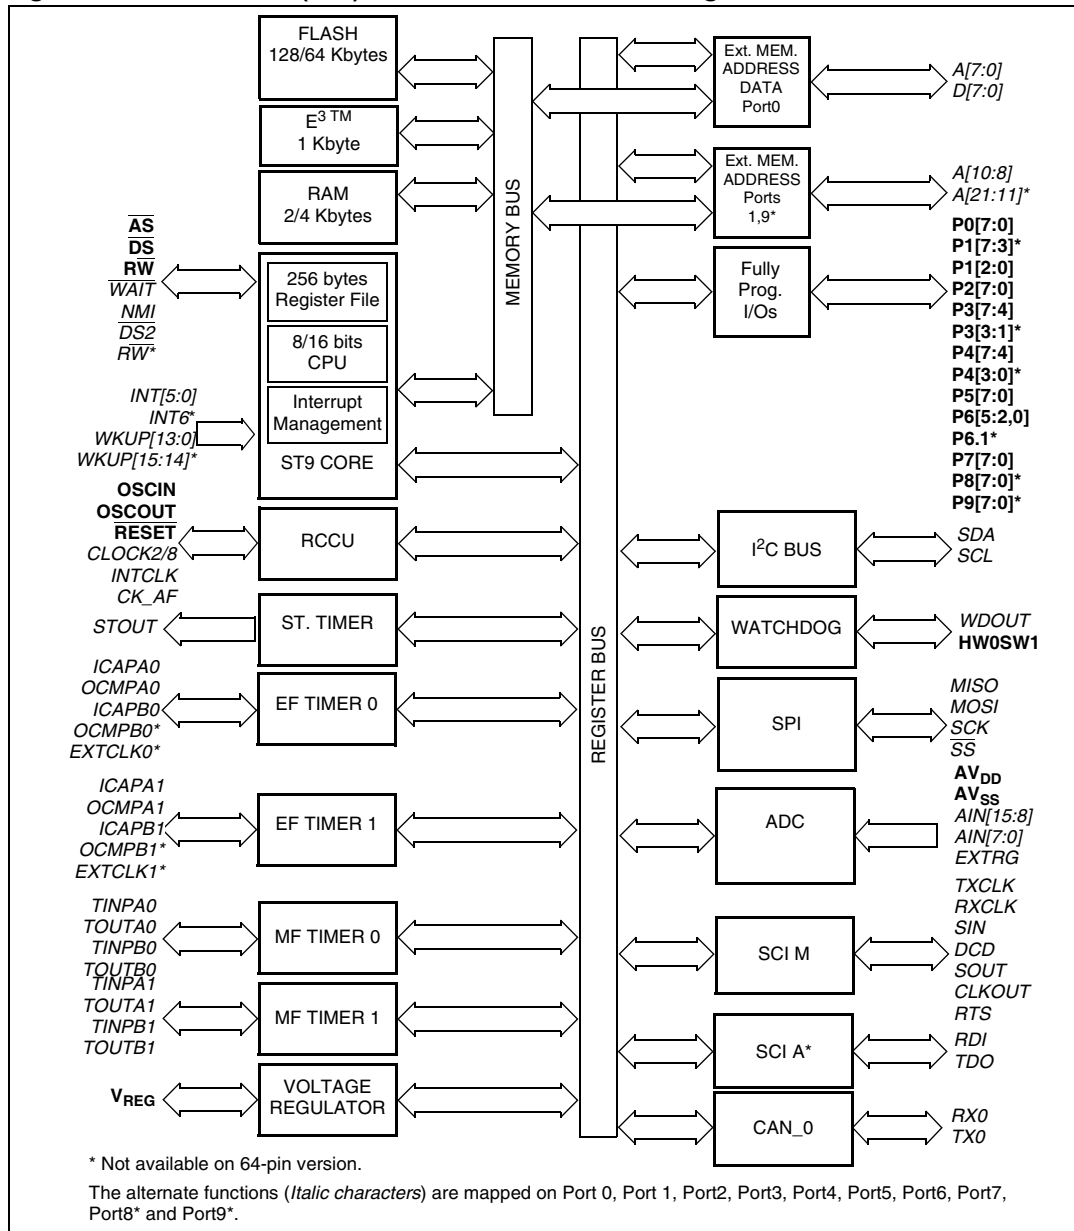 FLASH
128/64 Kbytes
E3 TM
1 Kbyte
RAM
2/4 Kbytes
AS
DS
RW
WAIT
NMI
DS2
RW*
256 bytes
Register File
8/16 bits
CPU
Interrupt
Management
ST9 CORE
INT[5:0]
INT6*
WKUP[13:0]
WKUP[15:14]*
OSCIN
OSCOUT
RESET
CLOCK2/8
INTCLK
CK_AF
RCCU
STOUT
ST. TIMER
ICAPA0
OCMPA0
ICAPB0
OCMPB0*
EXTCLK0*
EF TIMER 0
ICAPA1
OCMPA1
ICAPB1
OCMPB1*
EXTCLK1*
EF TIMER 1
TINPA0
TOUTA0
TINPB0
TOUTB0
MF TIMER 0
TINPA1
TOUTA1
TINPB1
TOUTB1
MF TIMER 1
VREG
VOLTAGE
REGULATOR
MEMORY BUS
REGISTER BUS
Ext. MEM.
ADDRESS
DATA
Port0
A[7:0]
D[7:0]
Ext. MEM.
ADDRESS
Ports
1,9*
A[10:8]
A[21:11]*
Fully
Prog.
I/Os
P0[7:0]
P1[7:3]*
P1[2:0]
P2[7:0]
P3[7:4]
P3[3:1]*
P4[7:4]
P4[3:0]*
P5[7:0]
P6[5:2,0]
P6.1*
P7[7:0]
P8[7:0]*
P9[7:0]*
I2C BUS
SDA
SCL
WATCHDOG
WDOUT
HW0SW1
SPI
MISO
MOSI
SCK
SS
ADC
AVDD
AVSS
AIN[15:8]
AIN[7:0]
EXTRG
SCI M
TXCLK
RXCLK
SIN
DCD
SOUT
CLKOUT
RTS
SCI A*
RDI
TDO
CAN_0
RX0
TX0
* Not available on 64-pin version.
The alternate functions (Italic characters) are mapped on Port 0, Port 1, Port2, Port3, Port4, Port5, Port6, Port7,
Port8* and Port9*.